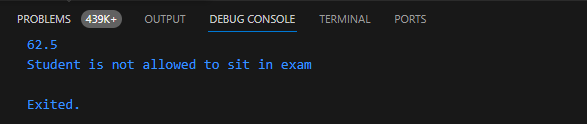 PROBLEMS 439K+ OUTPUT DEBUG CONSOLE TERMINAL PORTS
62.5
Student is not allowed to sit in exam
Exited.